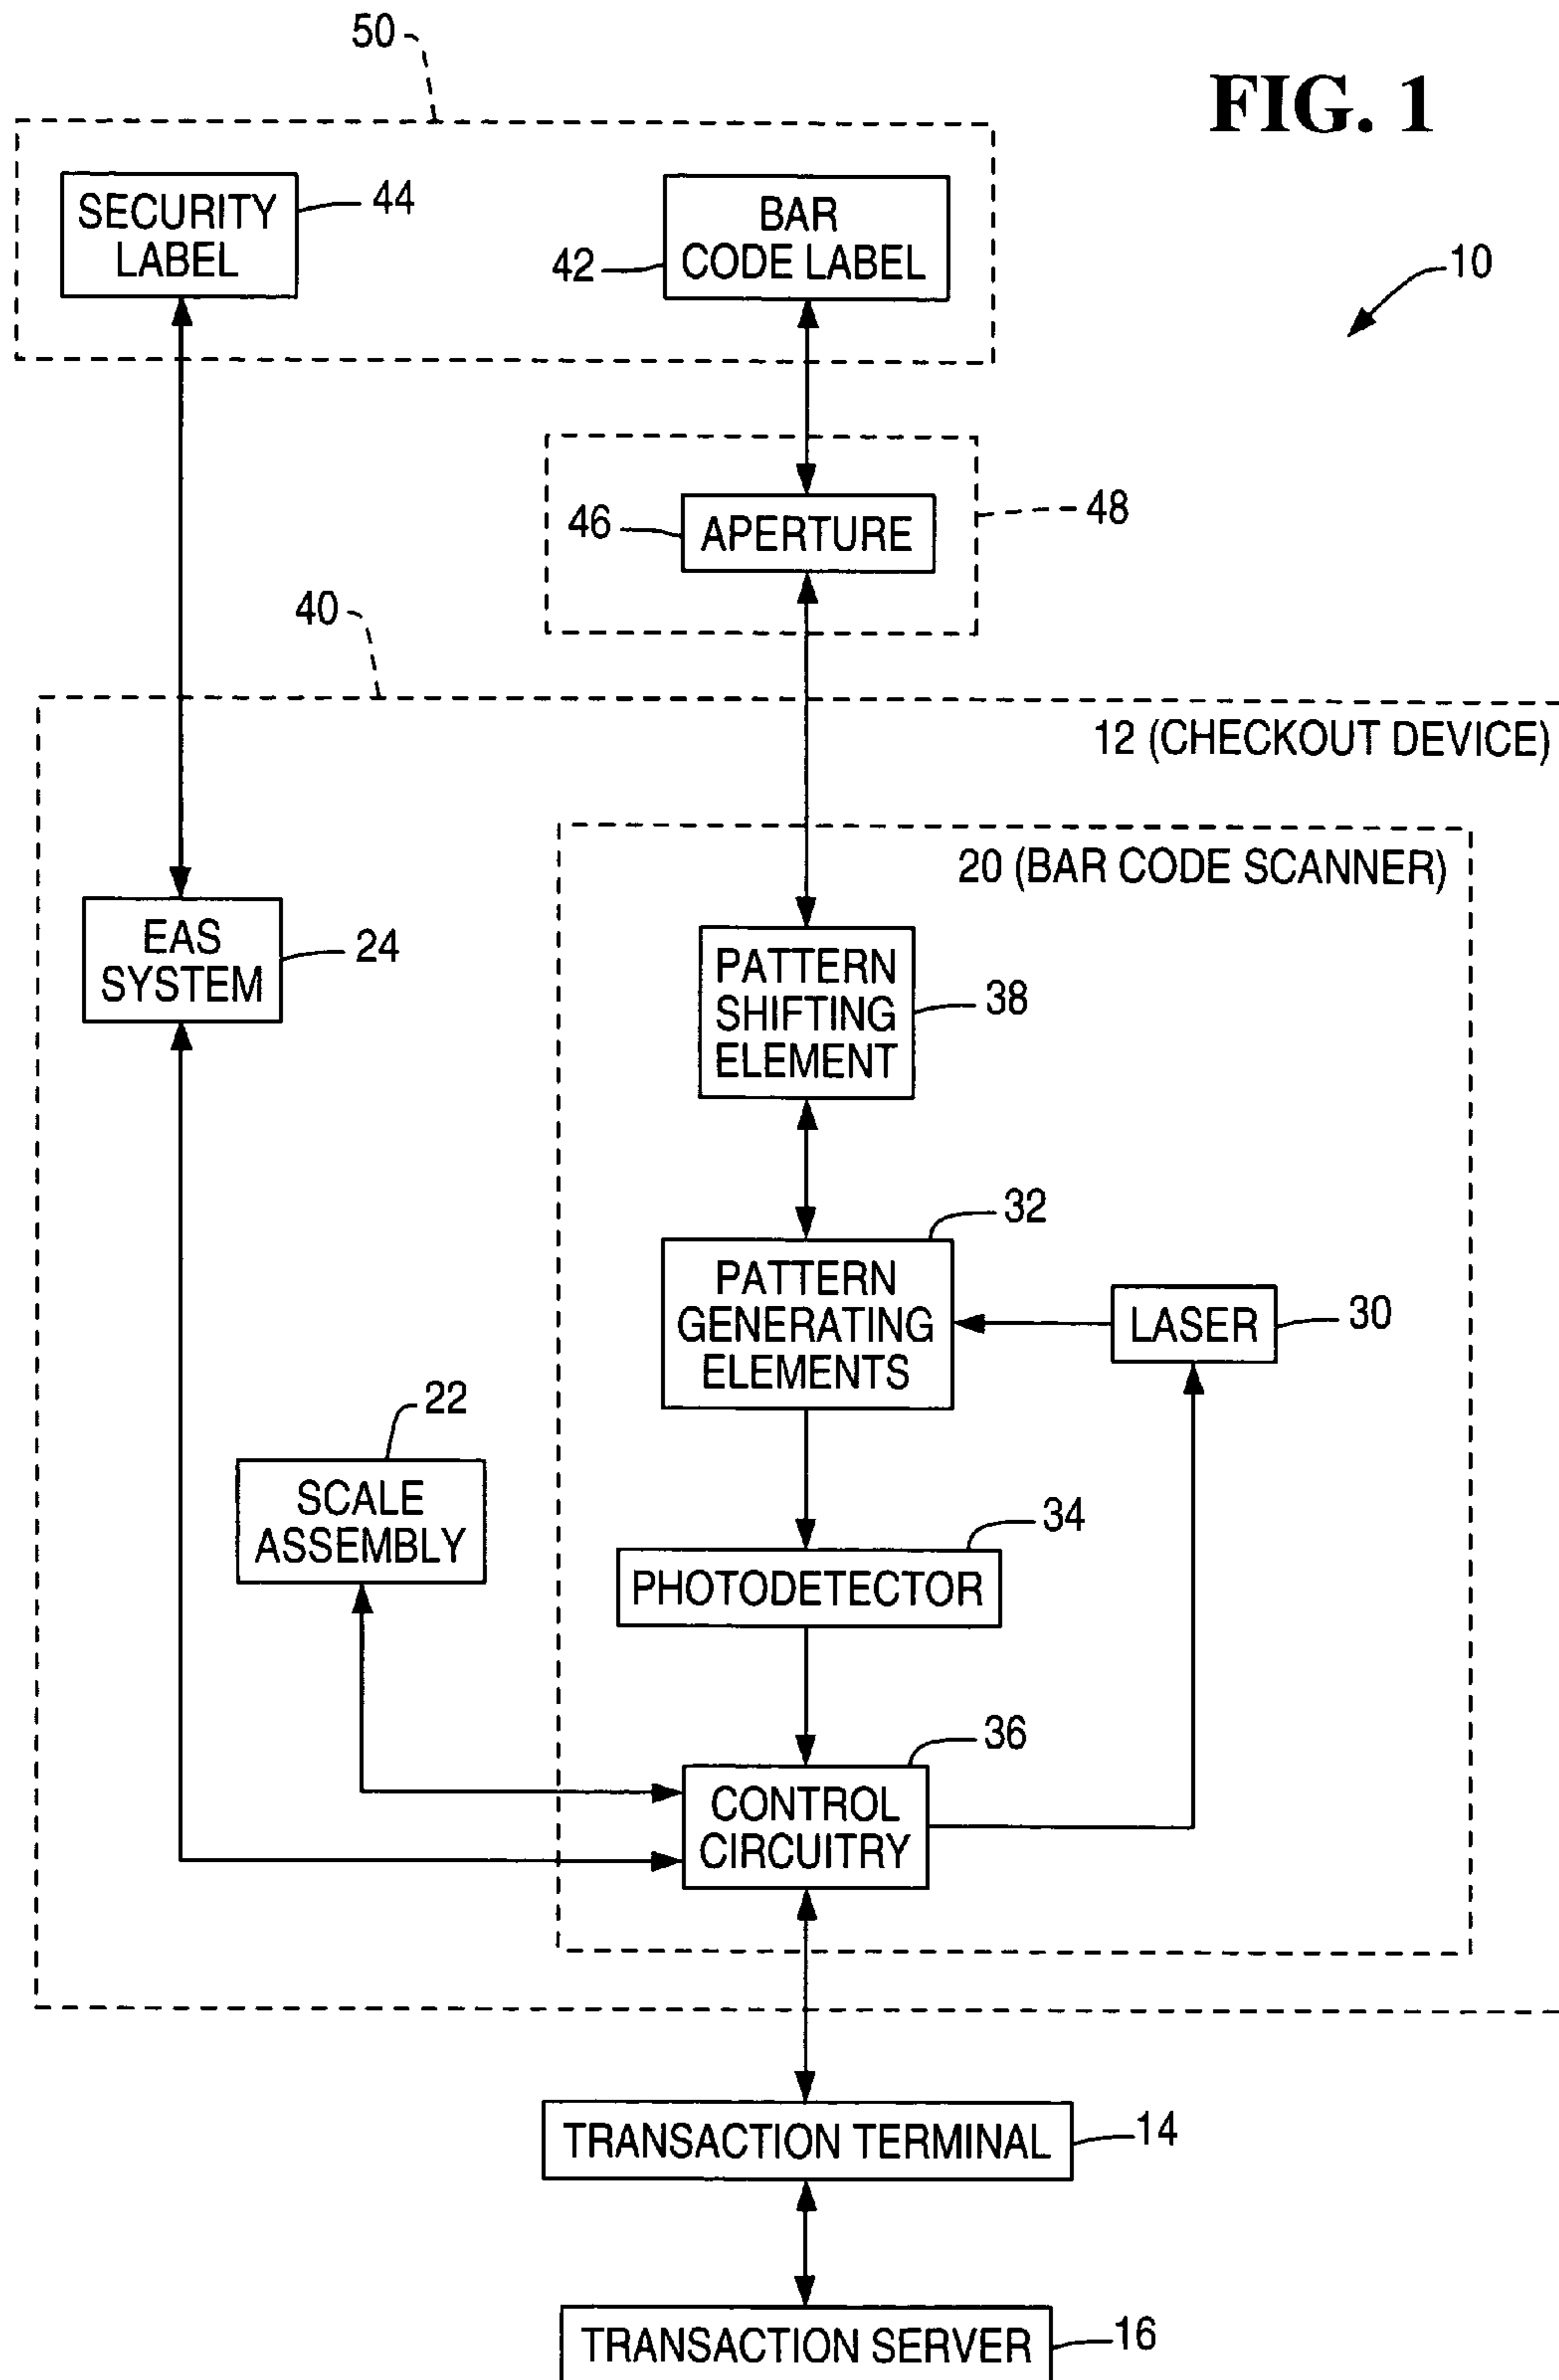 FIG. 1
50
SECURITY
LABEL
44
BAR
CODE LABEL
42
10
APERTURE
46
48
40
12 (CHECKOUT DEVICE)
20 (BAR CODE SCANNER)
EAS
SYSTEM
24
PATTERN
SHIFTING
ELEMENT
38
32
PATTERN
GENERATING
ELEMENTS
LASER
30
22
SCALE
ASSEMBLY
34
PHOTODETECTOR
36
CONTROL
CIRCUITRY
TRANSACTION TERMINAL
14
TRANSACTION SERVER
16